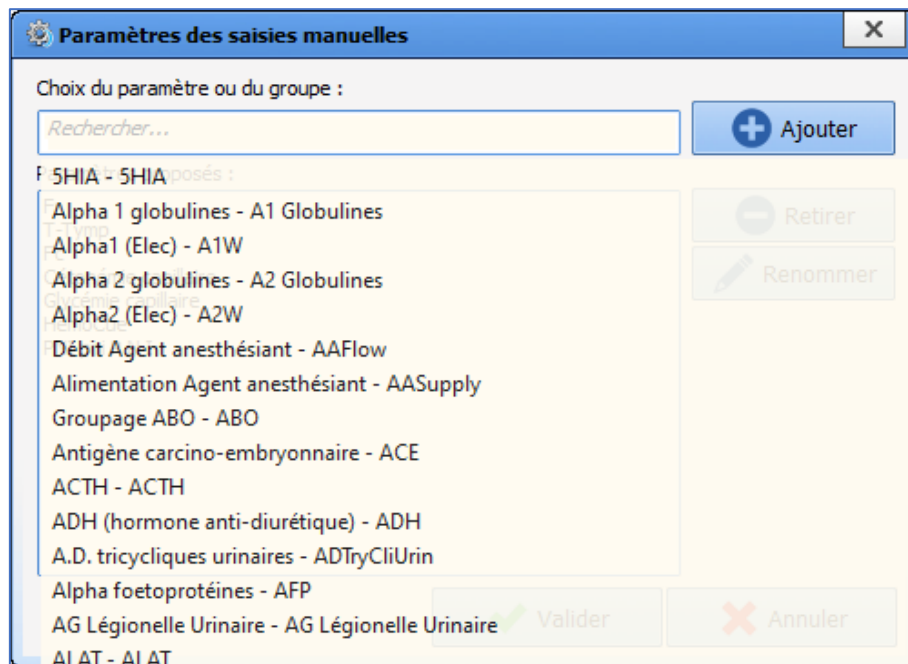 Paramètres des saisies manuelles
Choix du paramètre ou du groupe :
Rechercher...
Ajouter
5HIA - 5HIA
Alpha 1 globulines - A1 Globulines
Retirer
Alpha1 (Elec) - A1W
Alpha 2 globulines - A2 Globulines
Renommer
Glycémie capillaire
Alpha2 (Elec) - A2W
HemoCue
Débit Agent anesthésiant - AAFlow
Alimentation Agent anesthésiant - AASupply
Groupage ABO - ABO
Antigène carcino-embryonnaire - ACE
ACTH - ACTH
ADH (hormone anti-diurétique) - ADH
A.D. tricycliques urinaires - ADTryCliUrin
Alpha foetoprotéines - AFP
AG Légionelle Urinaire - AG Légionelle Urinaire
Valider
Annuler
ALAT - ALAT